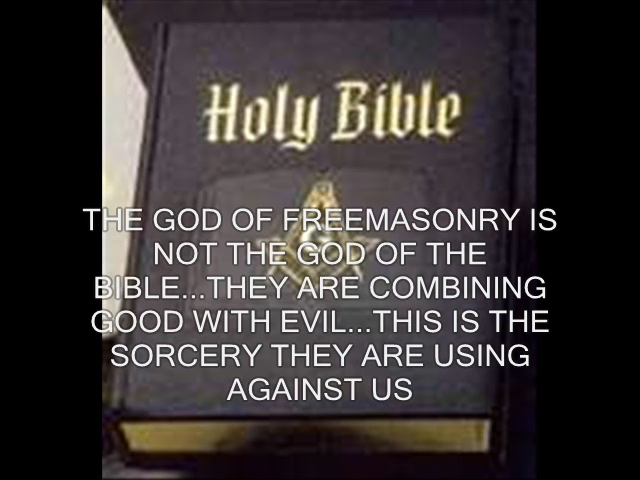 Holy Bible
THE GOD OF FREEMASONRY IS
NOT THE GOD OF THE
BIBLE...THEY ARE COMBINING
GOOD WITH EVIL...THIS IS THE
SORCERY THEY ARE USING
AGAINST US